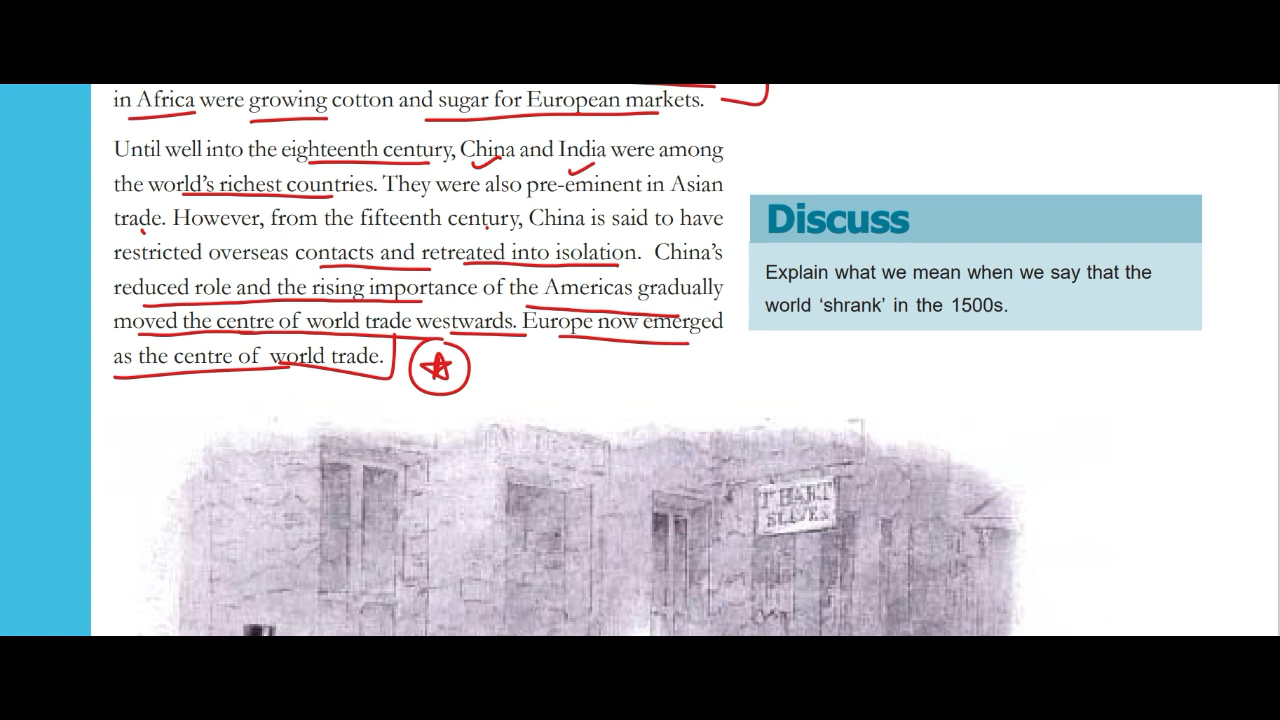 in Africa were growing cotton and sugar for European markets.
Until well into the eighteenth century, China and India were among
the world's richest countries. They were also pre-eminent in Asian
trade. However, from the fifteenth century, China is said to have
restricted overseas contacts and retreated into isolation. China's
reduced role and the rising importance of the Americas gradually
moved the centre of world trade westwards. Europe now emerged
as the centre of world trade.
Discuss
Explain what we mean when we say that the
world ‘shrank’ in the 1500s.